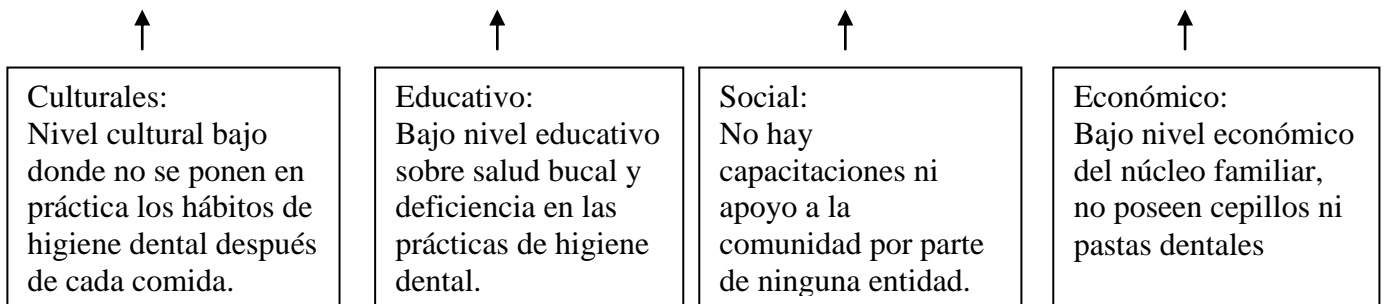 Culturales:
Nivel cultural bajo
donde no se ponen en
práctica los hábitos de
higiene dental después
de cada comida.
Educativo:
Bajo nivel educativo
sobre salud bucal y
deficiencia en las
prácticas de higiene
dental.
Social:
No hay
capacitaciones ni
apoyo a la
comunidad por parte
de ninguna entidad.
Económico:
Bajo nivel económico
del núcleo familiar,
no poseen cepillos ni
pastas dentales